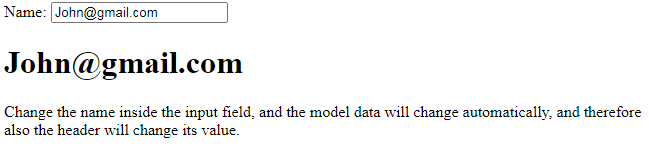 Name: John@gmail.com
John@gmail.com
Change the name inside the input field, and the model data will change automatically, and therefore
also the header will change its value.